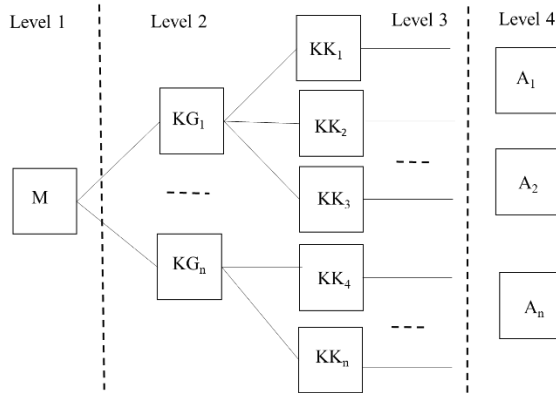 Level 1
Level 2
Level 3
Level 4
M
KG₁
KGₙ
KK₁
KK₂
KK₃
KK₄
KKₙ
A₁
A₂
Aₙ